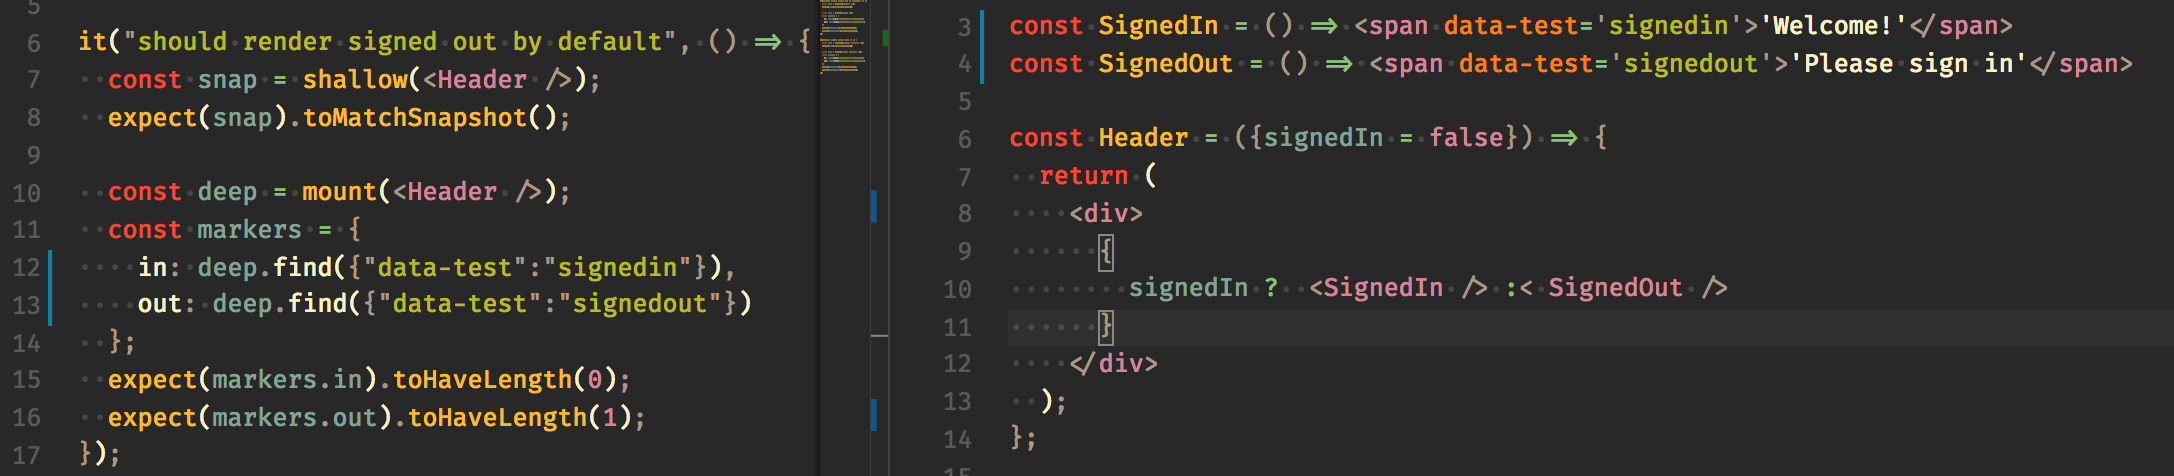 5
6 it("should render signed out by default", () => {
7 const snap = shallow(<Header />);
8 expect(snap).toMatchSnapshot();
9
10 const deep = mount(<Header />);
11 const markers = {
12 in: deep.find({"data-test":"signedin"}),
13 out: deep.find({"data-test":"signedout"})
14 };
15 expect(markers.in).toHaveLength(0);
16 expect(markers.out).toHaveLength(1);
17 });
3 const SignedIn = () => <span data-test='signedin'>'Welcome!'</span>
4 const SignedOut = () => <span data-test='signedout'>'Please sign in'</span>
5
6 const Header = ({signedIn = false}) => {
7 return (
8 <div>
9 {
10 signedIn ? <SignedIn /> :< SignedOut />
11 }
12 </div>
13 );
14 };
15